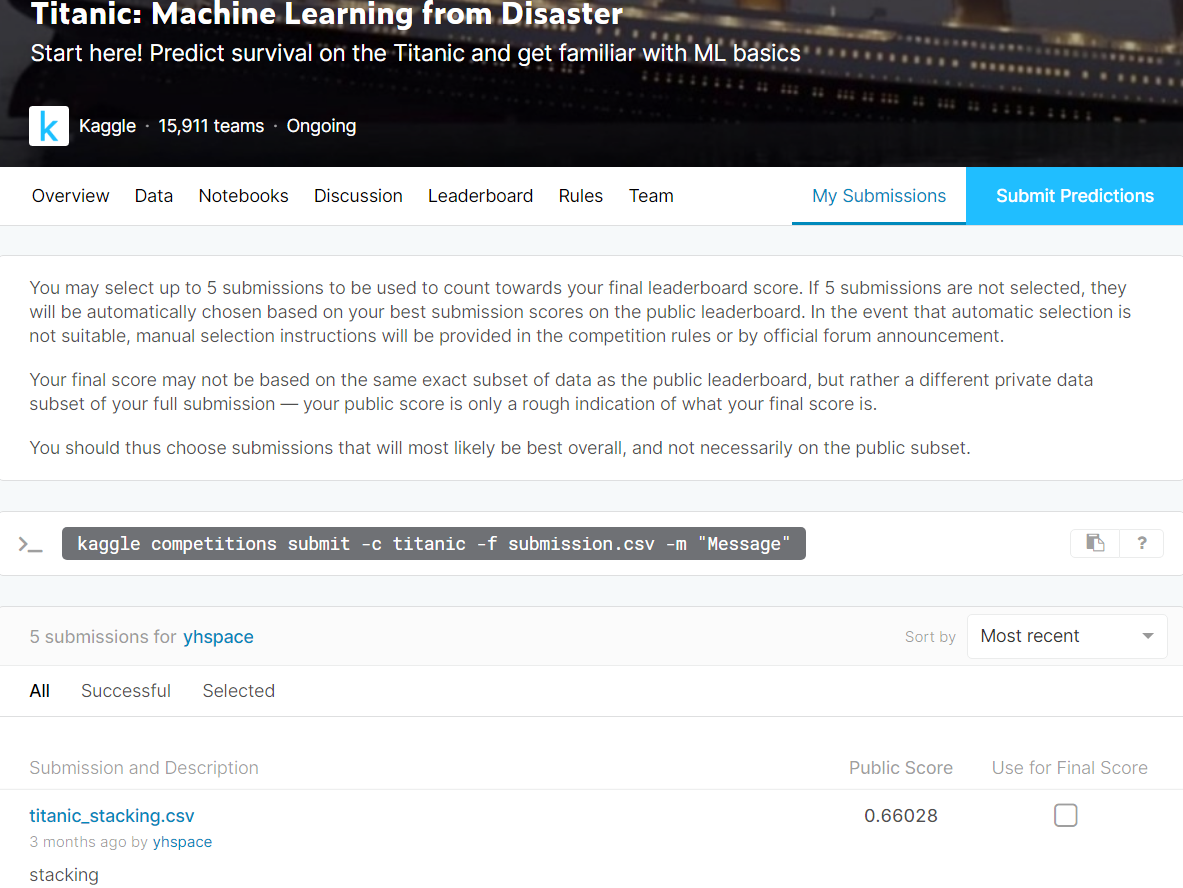 Titanic: Machine Learning from Disaster
Start here! Predict survival on the Titanic and get familiar with ML basics
k
Kaggle · 15,911 teams · Ongoing
Overview Data Notebooks Discussion Leaderboard Rules Team My Submissions Submit Predictions
You may select up to 5 submissions to be used to count towards your final leaderboard score. If 5 submissions are not selected, they
will be automatically chosen based on your best submission scores on the public leaderboard. In the event that automatic selection is
not suitable, manual selection instructions will be provided in the competition rules or by official forum announcement.
Your final score may not be based on the same exact subset of data as the public leaderboard, but rather a different private data
subset of your full submission — your public score is only a rough indication of what your final score is.
You should thus choose submissions that will most likely be best overall, and not necessarily on the public subset.
>_ kaggle competitions submit -c titanic -f submission.csv -m "Message" ?
5 submissions for yhspace Sort by Most recent
All Successful Selected
Submission and Description Public Score Use for Final Score
titanic_stacking.csv 0.66028
3 months ago by yhspace
stacking